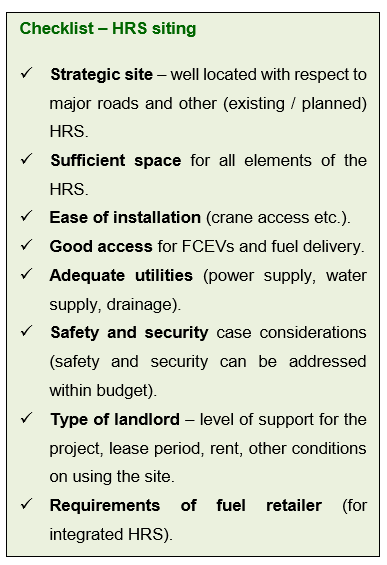 Checklist – HRS siting
✓ Strategic site – well located with respect to
major roads and other (existing / planned)
HRS.
✓ Sufficient space for all elements of the
HRS.
✓ Ease of installation (crane access etc.).
✓ Good access for FCEVs and fuel delivery.
✓ Adequate utilities (power supply, water
supply, drainage).
✓ Safety and security case considerations
(safety and security can be addressed
within budget).
✓ Type of landlord – level of support for the
project, lease period, rent, other conditions
on using the site.
✓ Requirements of fuel retailer (for
integrated HRS).